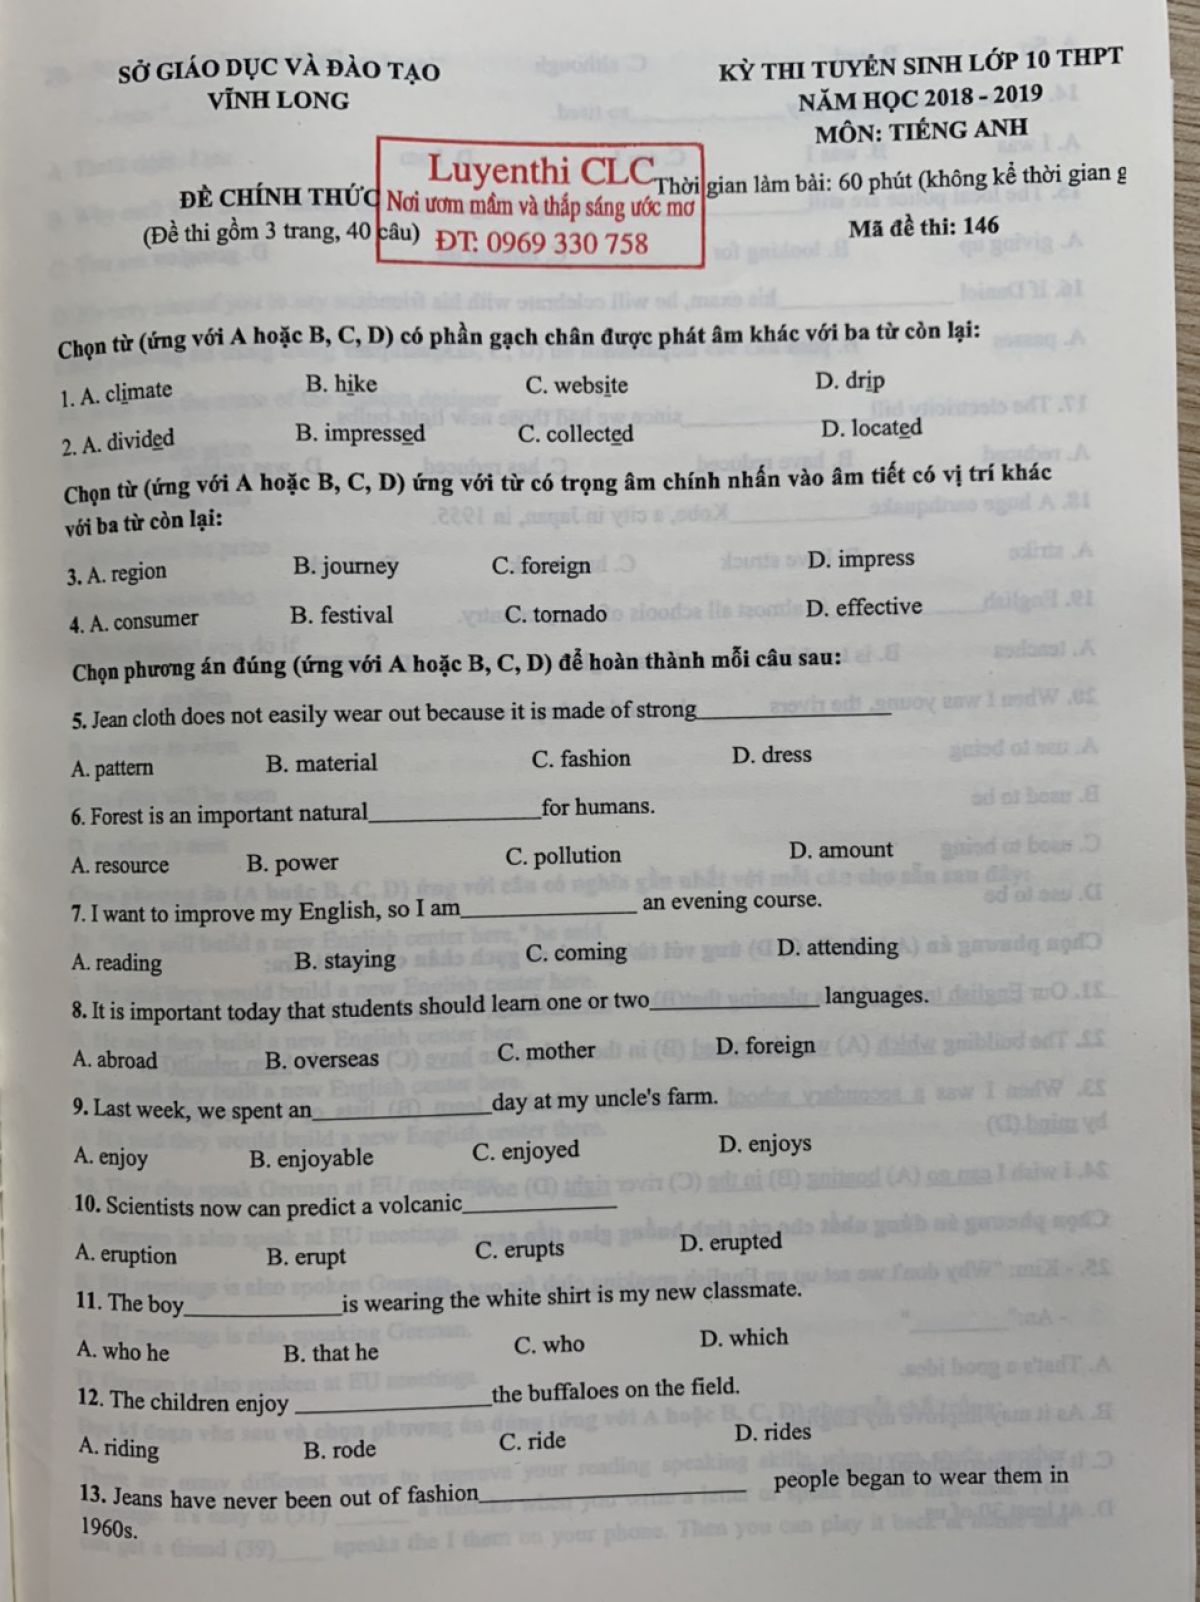 SỞ GIÁO DỤC VÀ ĐÀO TẠO
VĨNH LONG
KỲ THI TUYỂN SINH LỚP 10 THPT
NĂM HỌC 2018 - 2019
MÔN: TIẾNG ANH
Luyenthi CLC
Nơi ươm mầm và thắp sáng ước mơ
ĐT: 0969 330 758
ĐỀ CHÍNH THỨC
(Đề thi gồm 3 trang, 40 câu)
Thời gian làm bài: 60 phút (không kể thời gian g
Mã đề thi: 146
Chọn từ (ứng với A hoặc B, C, D) có phần gạch chân được phát âm khác với ba từ còn lại:
1. A. climate B. hike C. website D. drip
2. A. divided B. impressed C. collected D. located
Chọn từ (ứng với A hoặc B, C, D) ứng với từ có trọng âm chính nhấn vào âm tiết có vị trí khác
với ba từ còn lại:
3. A. region B. journey C. foreign D. impress
4. A. consumer B. festival C. tornado D. effective
Chọn phương án đúng (ứng với A hoặc B, C, D) để hoàn thành mỗi câu sau:
5. Jean cloth does not easily wear out because it is made of strong________________
A. pattern B. material C. fashion D. dress
6. Forest is an important natural______________for humans.
A. resource B. power C. pollution D. amount
7. I want to improve my English, so I am______________ an evening course.
A. reading B. staying C. coming D. attending
8. It is important today that students should learn one or two______________ languages.
A. abroad B. overseas C. mother D. foreign
9. Last week, we spent an______________day at my uncle's farm.
A. enjoy B. enjoyable C. enjoyed D. enjoys
10. Scientists now can predict a volcanic_____________
A. eruption B. erupt C. erupts D. erupted
11. The boy_____________is wearing the white shirt is my new classmate.
A. who he B. that he C. who D. which
12. The children enjoy ________________the buffaloes on the field.
A. riding B. rode C. ride D. rides
13. Jeans have never been out of fashion______________________ people began to wear them in
1960s.